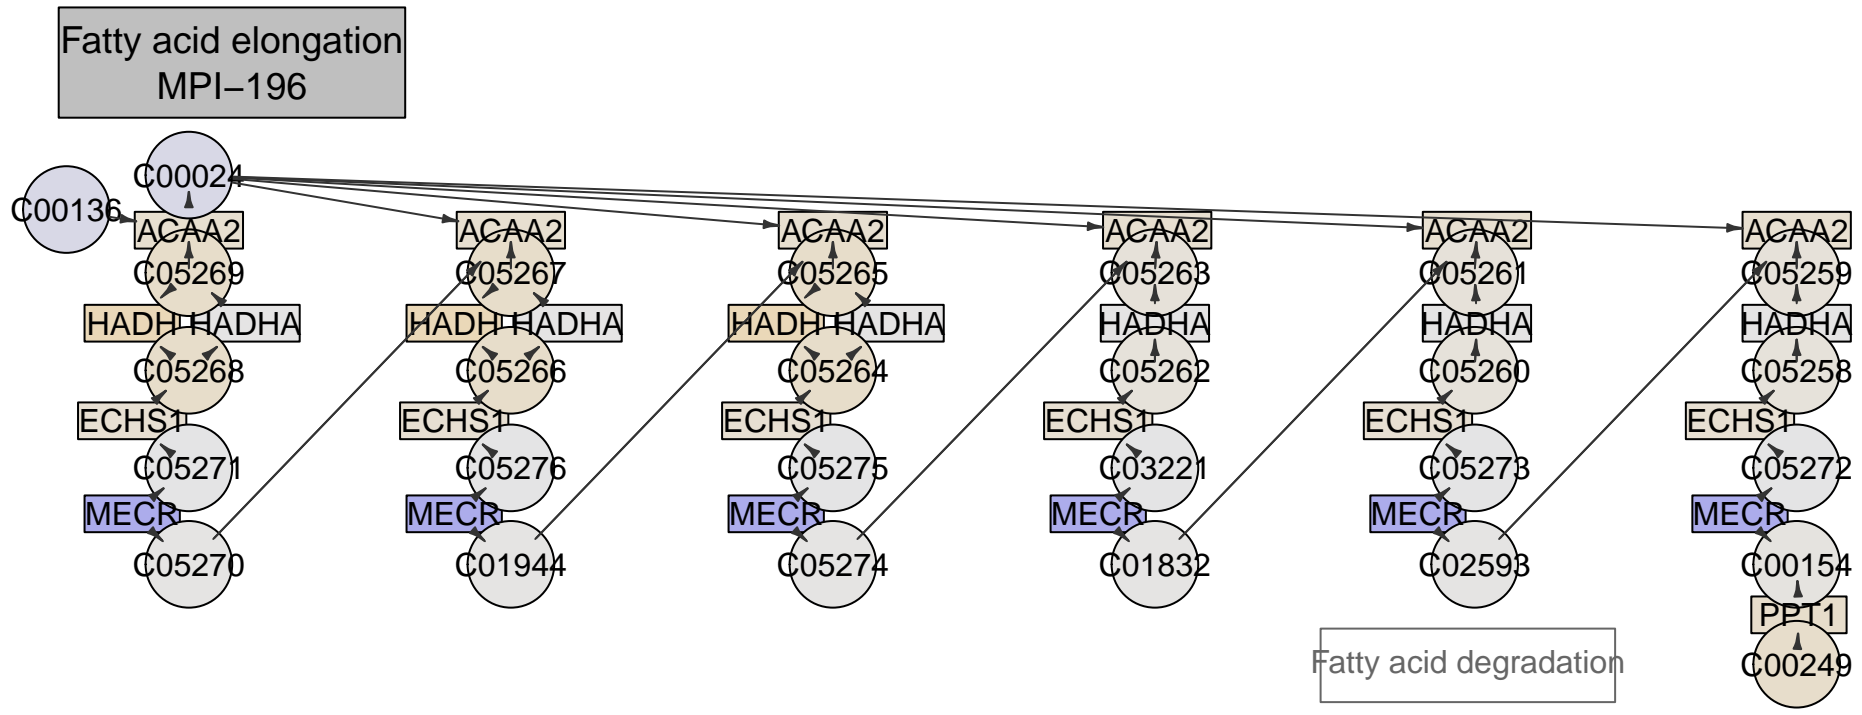 Fatty acid elongation
MPI−196
C00024
C00136
ACAA2 ACAA2 ACAA2 ACAA2 ACAA2 ACAA2
C05269 C05267 C05265 C05263 C05261 C05259
HADH HADHA HADH HADHA HADH HADHA HADHA HADHA HADHA
C05268 C05266 C05264 C05262 C05260 C05258
ECHS1 ECHS1 ECHS1 ECHS1 ECHS1 ECHS1
C05271 C05276 C05275 C03221 C05273 C05272
MECR MECR MECR MECR MECR MECR
C05270 C01944 C05274 C01832 C02593 C00154
PPT1
Fatty acid degradation C00249